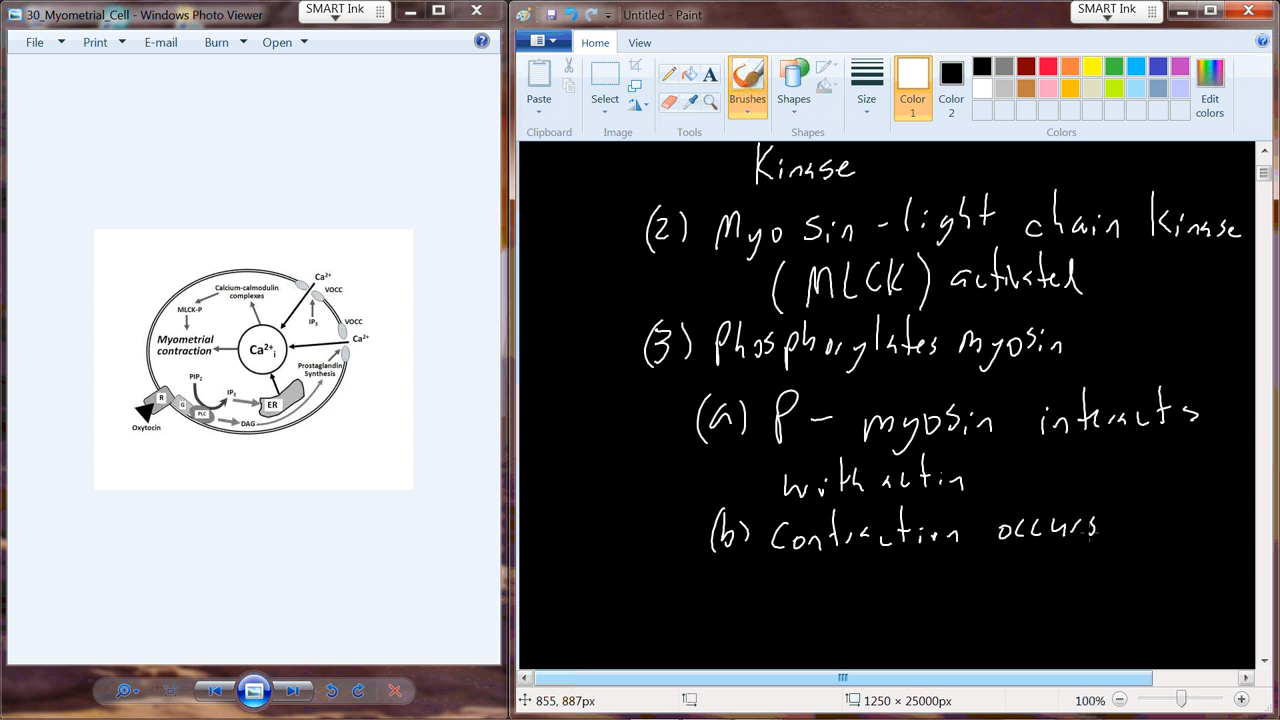 30_Myometrial_Cell - Windows Photo Viewer
SMART Ink
File Print E-mail Burn Open
Ca2+
VOCC
Calcium-calmodulin
complexes
MLCK-P
IP3
VOCC
Ca2+
Myometrial
contraction
Ca2+i
Prostaglandin
Synthesis
PIP2
IP3
R
G
PLC
ER
DAG
Oxytocin
Untitled - Paint
SMART Ink
Home View
Paste
Select
Brushes
Shapes
Size
Color
1
Color
2
Edit
colors
Clipboard Image Tools Shapes Colors
Kinase
(2) Myosin-light chain kinase
(MLCK) activated
(3) Phosphorylates myosin
(a) P- myosin interacts
with actin
(b) Contraction occurs
855, 887px
1250 × 25000px
100%